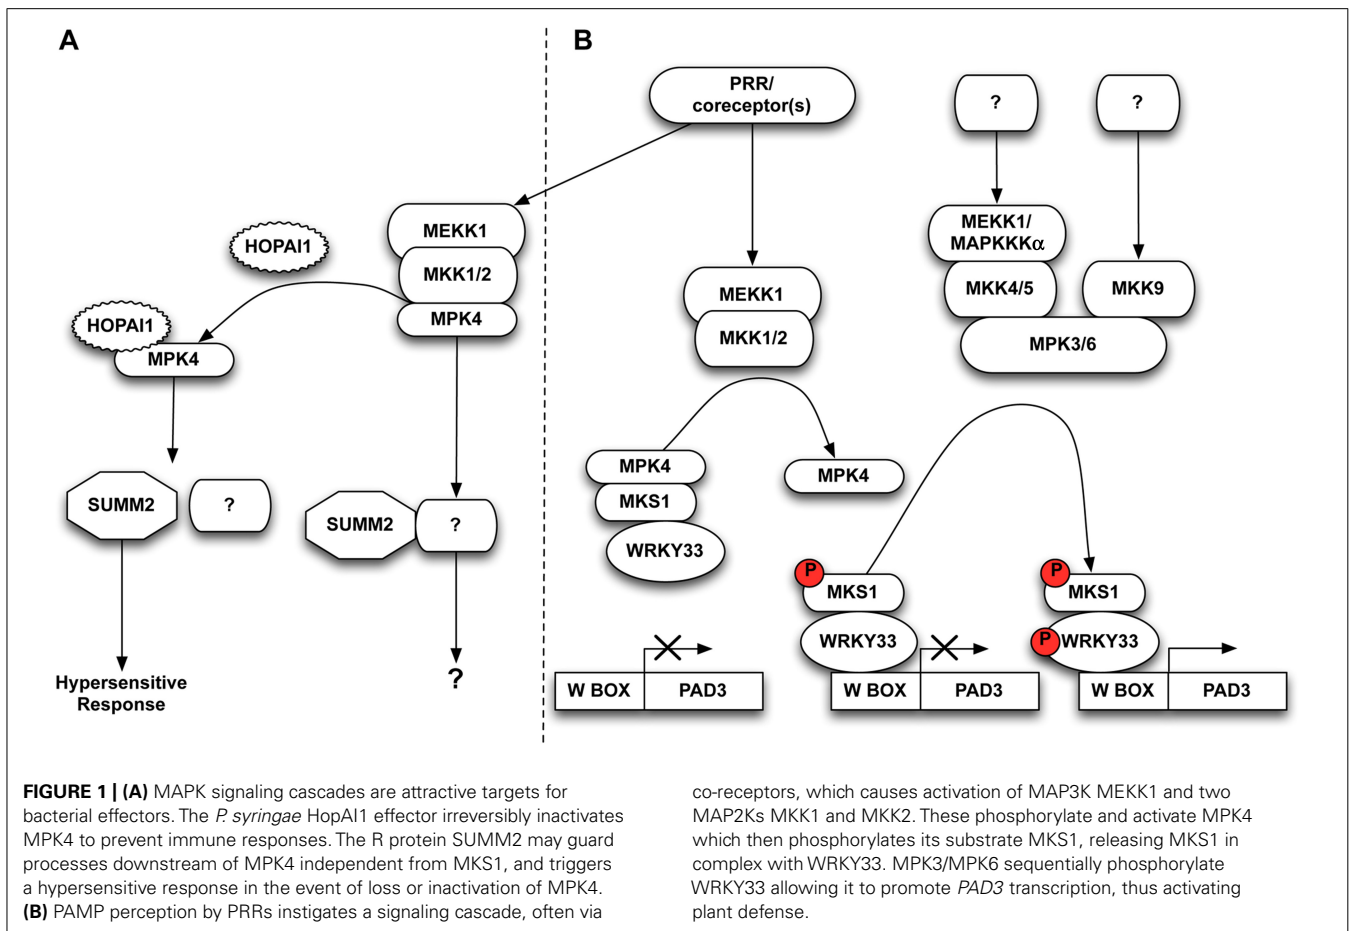 A
B
PRR/
coreceptor(s)
?
?
MEKK1
MKK1/2
MPK4
HOPAI1
HOPAI1
MPK4
MEKK1/
MAPKKKα
MKK4/5
MKK9
MPK3/6
MEKK1
MKK1/2
MPK4
MKS1
WRKY33
MPK4
SUMM2
?
SUMM2
?
Hypersensitive
Response
?
P
MKS1
WRKY33
P
MKS1
P
WRKY33
W BOX
PAD3
W BOX
PAD3
W BOX
PAD3
FIGURE 1 | (A) MAPK signaling cascades are attractive targets for
bacterial effectors. The P. syringae HopAI1 effector irreversibly inactivates
MPK4 to prevent immune responses. The R protein SUMM2 may guard
processes downstream of MPK4 independent from MKS1, and triggers
a hypersensitive response in the event of loss or inactivation of MPK4.
(B) PAMP perception by PRRs instigates a signaling cascade, often via
co-receptors, which causes activation of MAP3K MEKK1 and two
MAP2Ks MKK1 and MKK2. These phosphorylate and activate MPK4
which then phosphorylates its substrate MKS1, releasing MKS1 in
complex with WRKY33. MPK3/MPK6 sequentially phosphorylate
WRKY33 allowing it to promote PAD3 transcription, thus activating
plant defense.